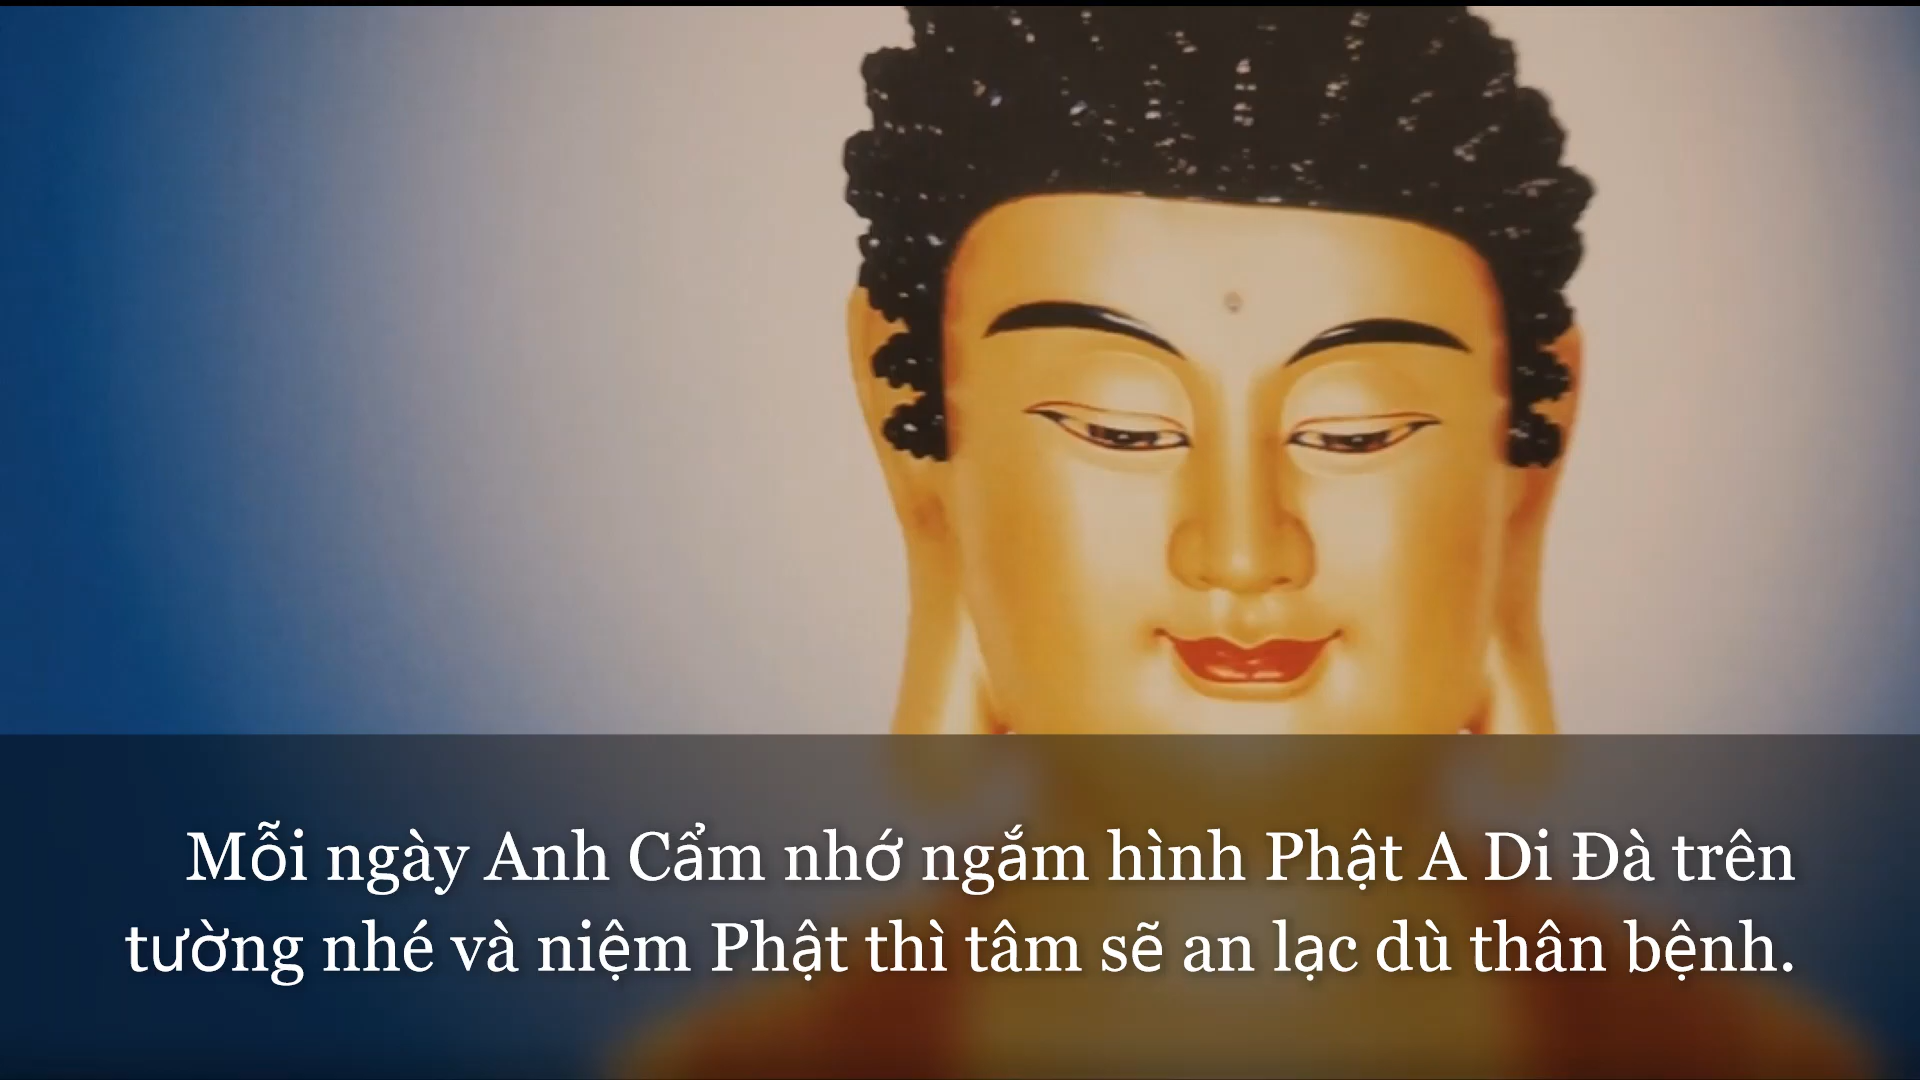 Mỗi ngày Anh Cẩm nhớ ngắm hình Phật A Di Đà trên
tường nhé và niệm Phật thì tâm sẽ an lạc dù thân bệnh.